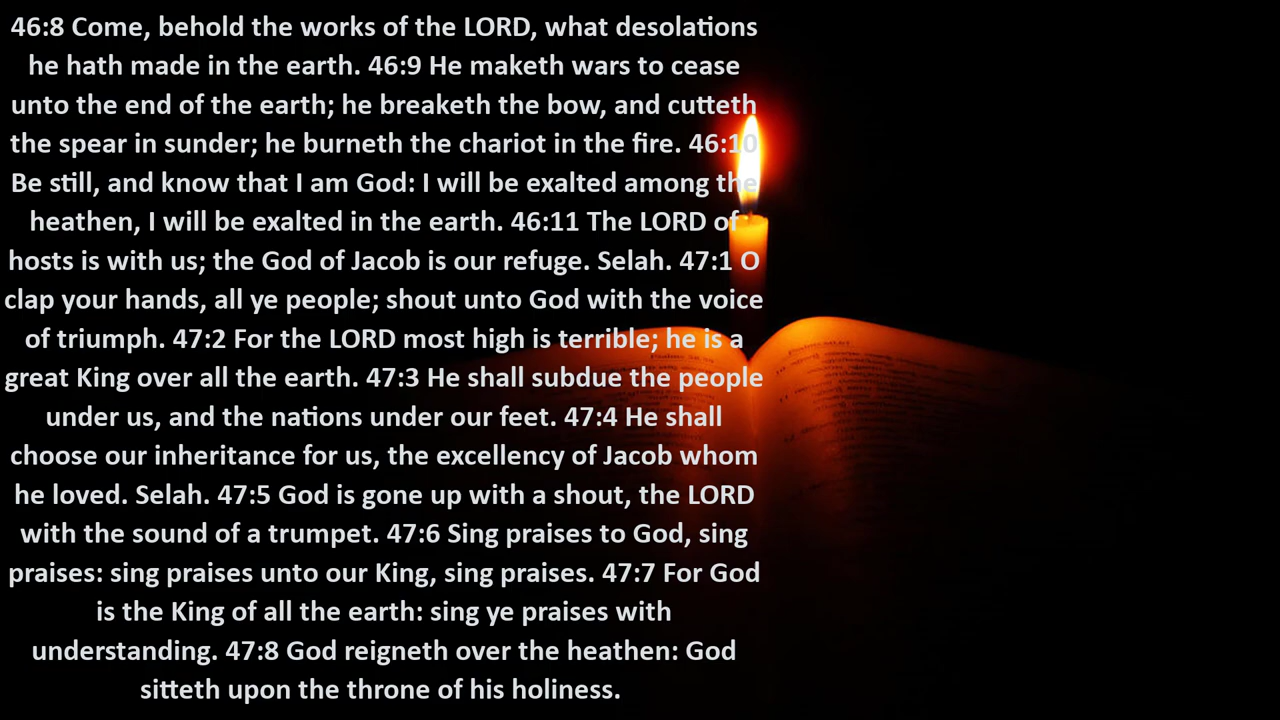 46:8 Come, behold the works of the LORD, what desolations
he hath made in the earth. 46:9 He maketh wars to cease
unto the end of the earth; he breaketh the bow, and cutteth
the spear in sunder; he burneth the chariot in the fire. 46:10
Be still, and know that I am God: I will be exalted among the
heathen, I will be exalted in the earth. 46:11 The LORD of
hosts is with us; the God of Jacob is our refuge. Selah. 47:1 O
clap your hands, all ye people; shout unto God with the voice
of triumph. 47:2 For the LORD most high is terrible; he is a
great King over all the earth. 47:3 He shall subdue the people
under us, and the nations under our feet. 47:4 He shall
choose our inheritance for us, the excellency of Jacob whom
he loved. Selah. 47:5 God is gone up with a shout, the LORD
with the sound of a trumpet. 47:6 Sing praises to God, sing
praises: sing praises unto our King, sing praises. 47:7 For God
is the King of all the earth: sing ye praises with
understanding. 47:8 God reigneth over the heathen: God
sitteth upon the throne of his holiness.